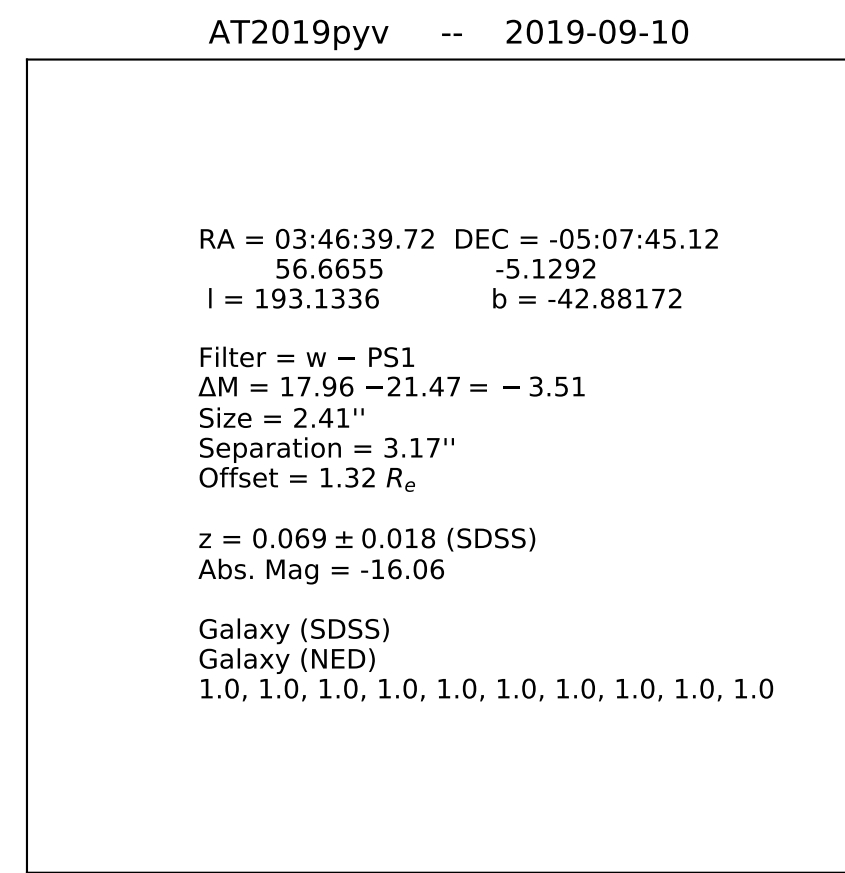 AT2019pyv -- 2019-09-10
RA = 03:46:39.72 DEC = -05:07:45.12
56.6655 -5.1292
l = 193.1336 b = -42.88172
Filter = w − PS1
ΔM = 17.96 −21.47 = − 3.51
Size = 2.41''
Separation = 3.17''
Offset = 1.32 Re
z = 0.069 ± 0.018 (SDSS)
Abs. Mag = -16.06
Galaxy (SDSS)
Galaxy (NED)
1.0, 1.0, 1.0, 1.0, 1.0, 1.0, 1.0, 1.0, 1.0, 1.0